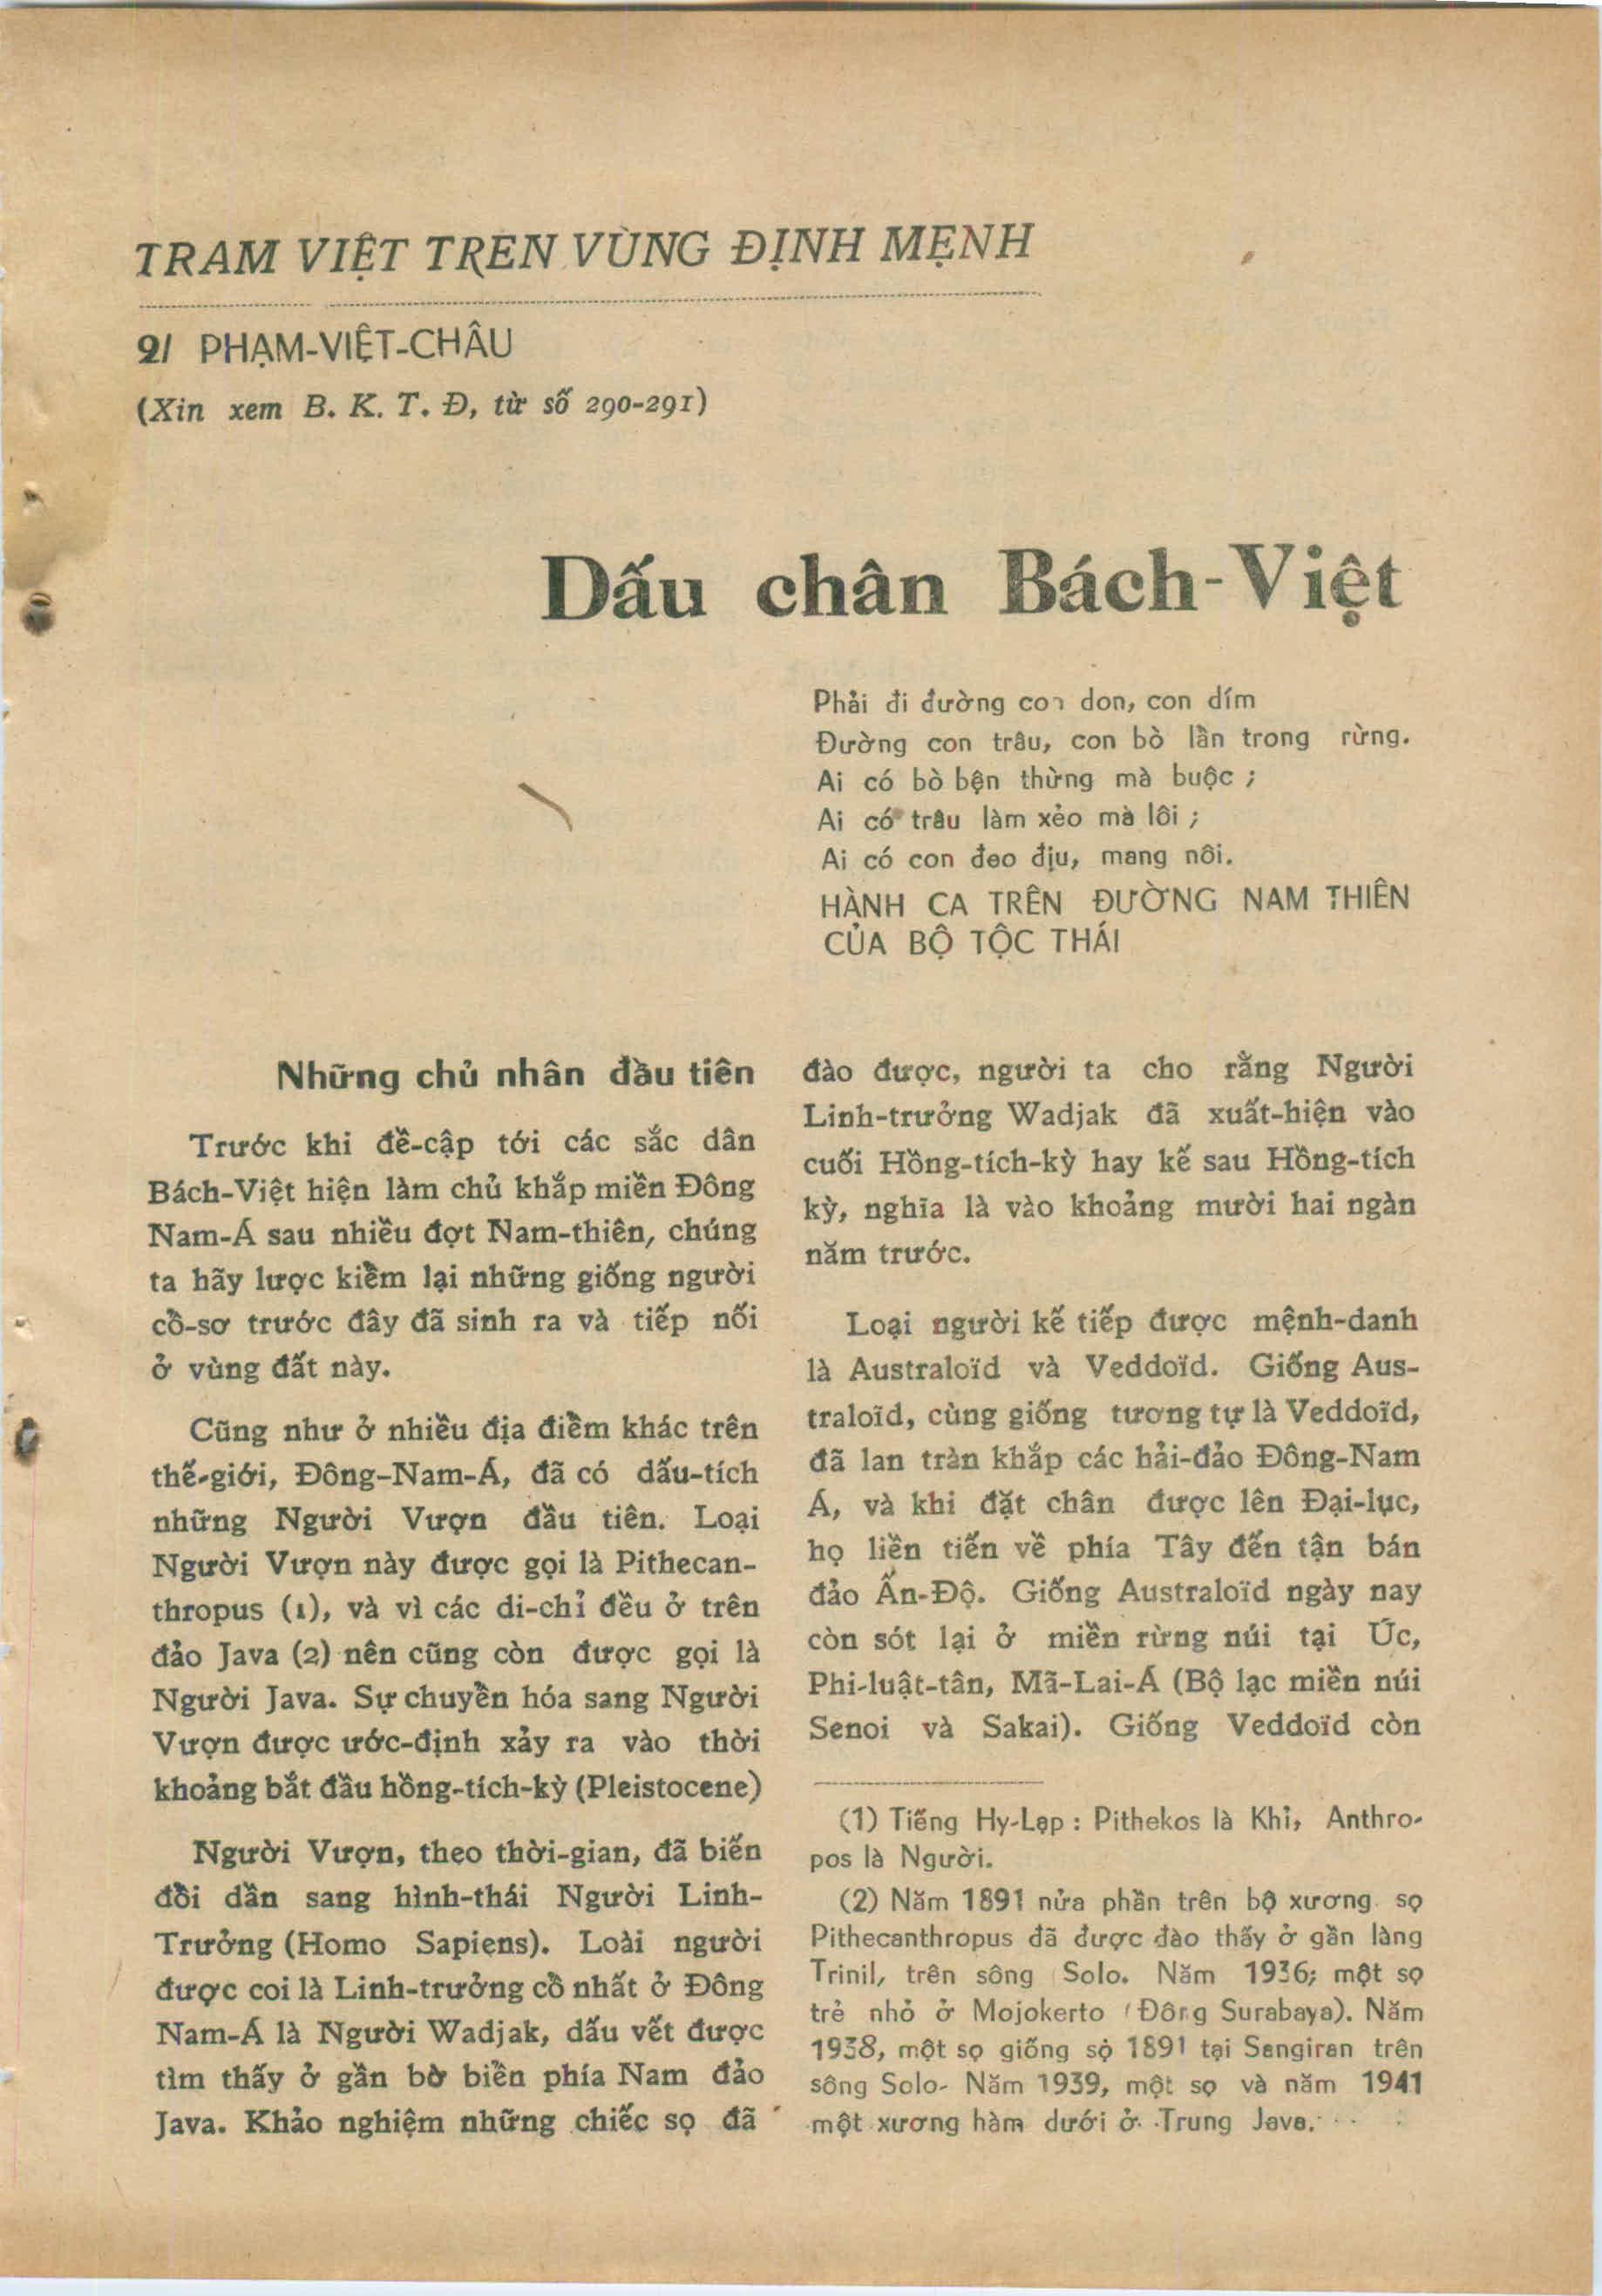 TRAM VIỆT TREN VÙNG ĐỊNH MỆNH
2/ PHẠM-VIỆT-CHÂU
(Xin xem B. K. T. Đ, từ số 290-291)
Dấu chân Bách-Việt
Phải đi đường con don, con dím
Đường con trâu, con bò lần trong rừng.
Ai có bò bện thừng mà buộc ;
Ai có trâu làm xẻo mà lôi ;
Ai có con đeo địu, mang nôi.
HÀNH CA TRÊN ĐƯỜNG NAM THIÊN
CỦA BỘ TỘC THÁI
Những chủ nhân đầu tiên
Trước khi đề-cập tới các sắc dân
Bách-Việt hiện làm chủ khắp miền Đông
Nam-Á sau nhiều đợt Nam-thiên, chúng
ta hãy lược kiểm lại những giống người
cổ-sơ trước đây đã sinh ra và tiếp nối
ở vùng đất này.
Cũng như ở nhiều địa điểm khác trên
thế-giới, Đông-Nam-Á, đã có dấu-tích
những Người Vượn đầu tiên. Loại
Người Vượn này được gọi là Pithecan-
thropus (1), và vì các di-chỉ đều ở trên
đảo Java (2) nên cũng còn được gọi là
Người Java. Sự chuyển hóa sang Người
Vượn được ước-định xảy ra vào thời
khoảng bắt đầu hồng-tích-kỳ (Pleistocene)
Người Vượn, theo thời-gian, đã biến
đổi dần sang hình-thái Người Linh-
Trưởng (Homo Sapiens). Loài người
được coi là Linh-trưởng cổ nhất ở Đông
Nam-Á là Người Wadjak, dấu vết được
tìm thấy ở gần bờ biển phía Nam đảo
Java. Khảo nghiệm những chiếc sọ đã
đào được, người ta cho rằng Người
Linh-trưởng Wadjak đã xuất-hiện vào
cuối Hồng-tích-kỳ hay kế sau Hồng-tích
kỳ, nghĩa là vào khoảng mười hai ngàn
năm trước.
Loại người kế tiếp được mệnh-danh
là Australoïd và Veddoïd. Giống Aus-
traloïd, cùng giống tương tự là Veddoïd,
đã lan tràn khắp các hải-đảo Đông-Nam
Á, và khi đặt chân được lên Đại-lục,
họ liền tiến về phía Tây đến tận bán
đảo Ấn-Độ. Giống Australoïd ngày nay
còn sót lại ở miền rừng núi tại Úc,
Phi-luật-tân, Mã-Lai-Á (Bộ lạc miền núi
Senoi và Sakai). Giống Veddoïd còn
(1) Tiếng Hy-Lạp : Pithekos là Khỉ, Anthro-
pos là Người.
(2) Năm 1891 nửa phần trên bộ xương sọ
Pithecanthropus đã được đào thấy ở gần làng
Trinil, trên sông Solo. Năm 1936; một sọ
trẻ nhỏ ở Mojokerto (Đông Surabaya). Năm
1938, một sọ giống sọ 1891 tại Sangiran trên
sông Solo- Năm 1939, một sọ và năm 1941
một xương hàm dưới ở Trung Java.